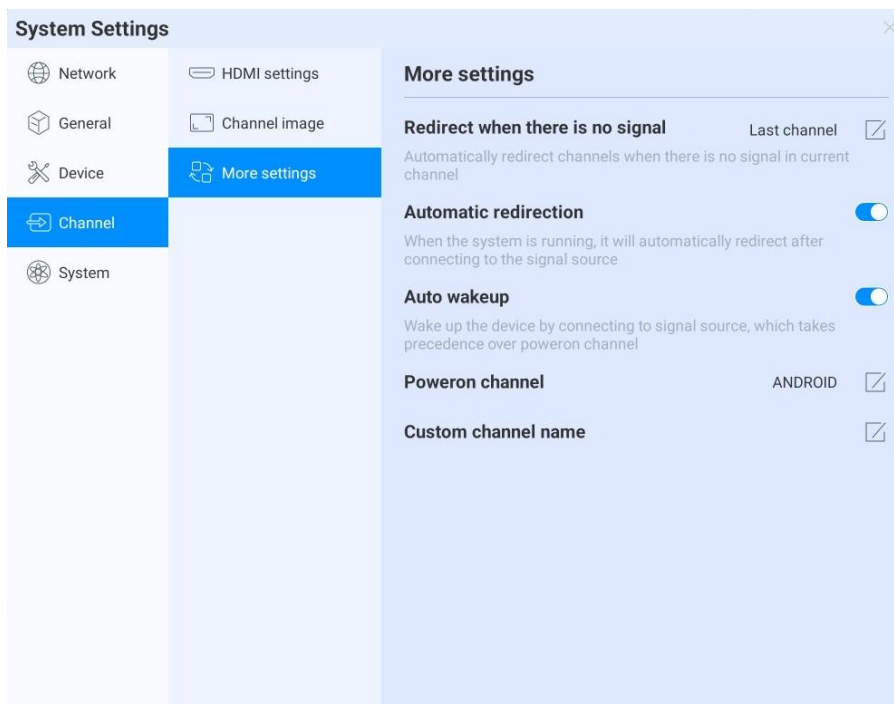 System Settings
Network
General
Device
Channel
System
HDMI settings
Channel image
More settings
More settings
Redirect when there is no signal
Last channel
Automatically redirect channels when there is no signal in current
channel
Automatic redirection
When the system is running, it will automatically redirect after
connecting to the signal source
Auto wakeup
Wake up the device by connecting to signal source, which takes
precedence over poweron channel
Poweron channel
ANDROID
Custom channel name